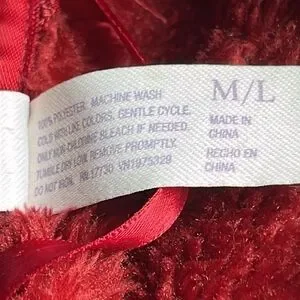 100% POLYESTER. MACHINE WASH
COLD WITH LIKE COLORS, GENTLE CYCLE.
ONLY NON-CHLORINE BLEACH IF NEEDED.
TUMBLE DRY LOW. REMOVE PROMPTLY.
DO NOT IRON. RN 17730 VN1975329
M/L
MADE IN
CHINA
HECHO EN
CHINA